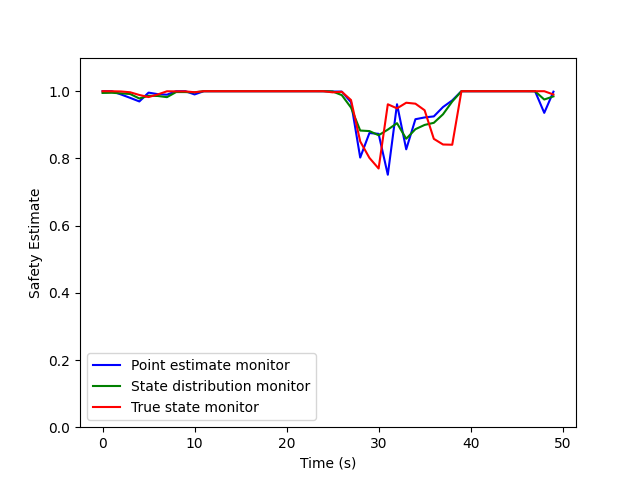 1.0
0.8
0.6
0.4
0.2
0.0
Safety Estimate
Point estimate monitor
State distribution monitor
True state monitor
0 10 20 30 40 50
Time (s)